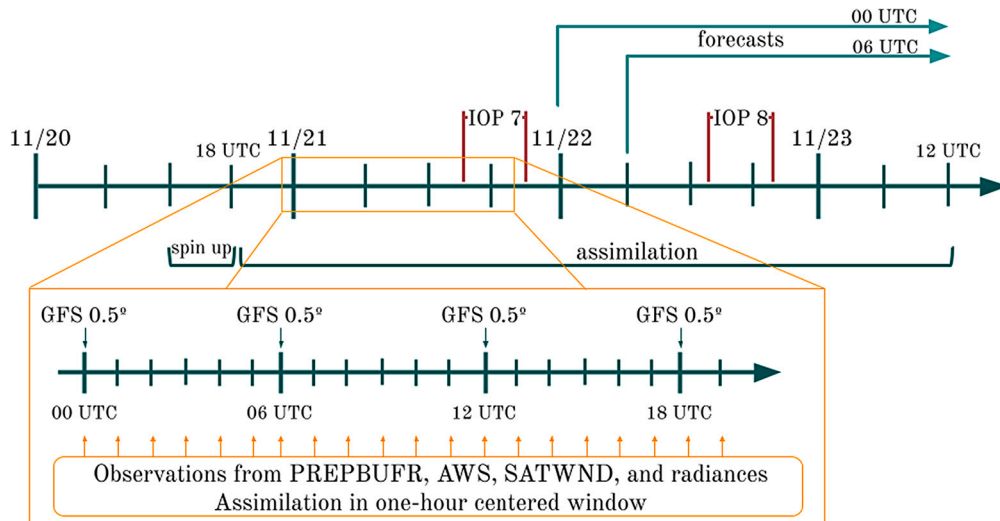 00 UTC
forecasts
06 UTC
IOP 7
IOP 8
11/20
18 UTC
11/21
11/22
11/23
12 UTC
spin up
assimilation
GFS 0.5º
GFS 0.5º
GFS 0.5º
GFS 0.5º
00 UTC
06 UTC
12 UTC
18 UTC
Observations from PREPBUFR, AWS, SATWND, and radiances
Assimilation in one-hour centered window